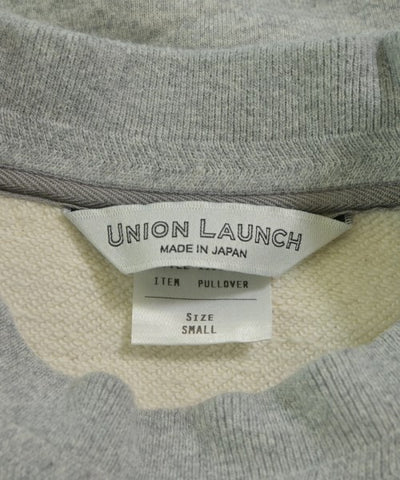 UNION LAUNCH
MADE IN JAPAN
ITEM PULLOVER
SIZE
SMALL